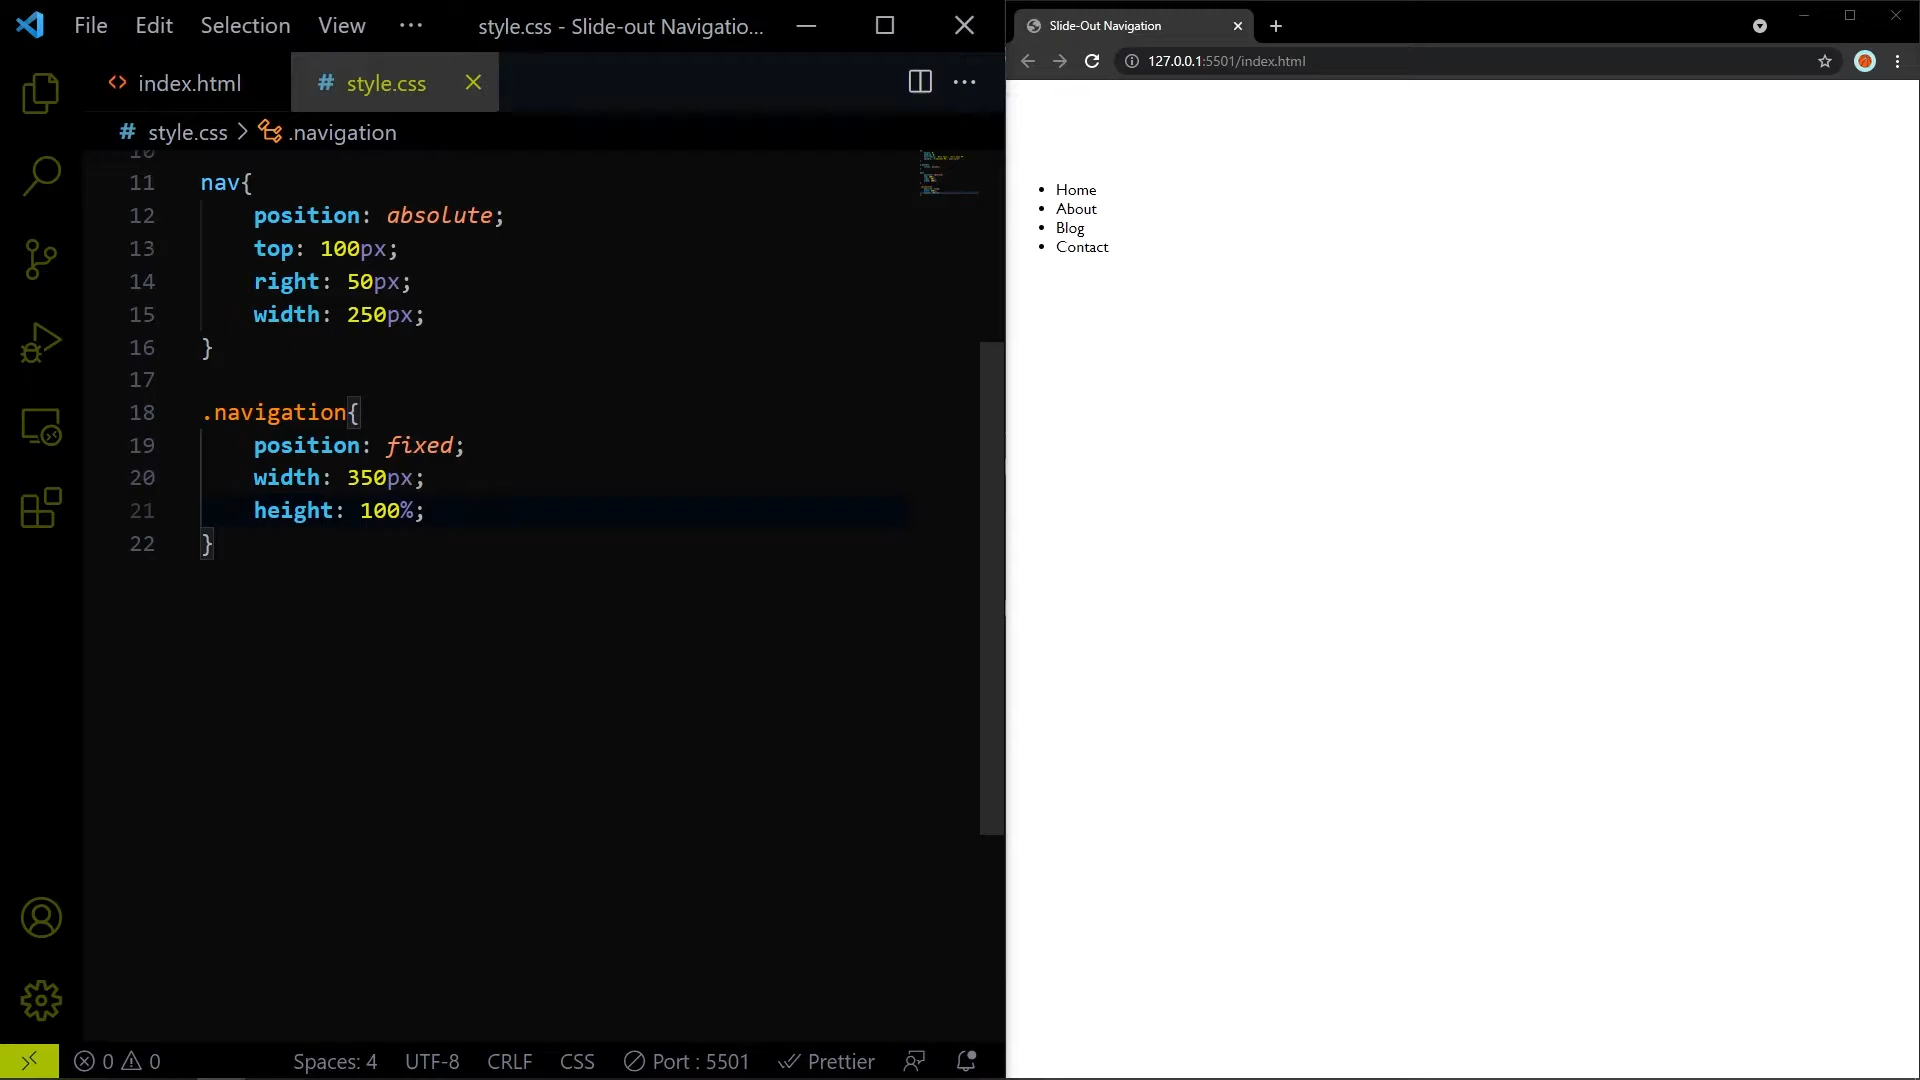 File Edit Selection View ··· style.css - Slide-out Navigatio...
index.html # style.css
# style.css > .navigation
10
11 nav{
12 position: absolute;
13 top: 100px;
14 right: 50px;
15 width: 250px;
16 }
17
18 .navigation{
19 position: fixed;
20 width: 350px;
21 height: 100%;
22 }
0 0 Spaces: 4 UTF-8 CRLF CSS Port : 5501 Prettier
Slide-Out Navigation
127.0.0.1:5501/index.html
• Home
• About
• Blog
• Contact